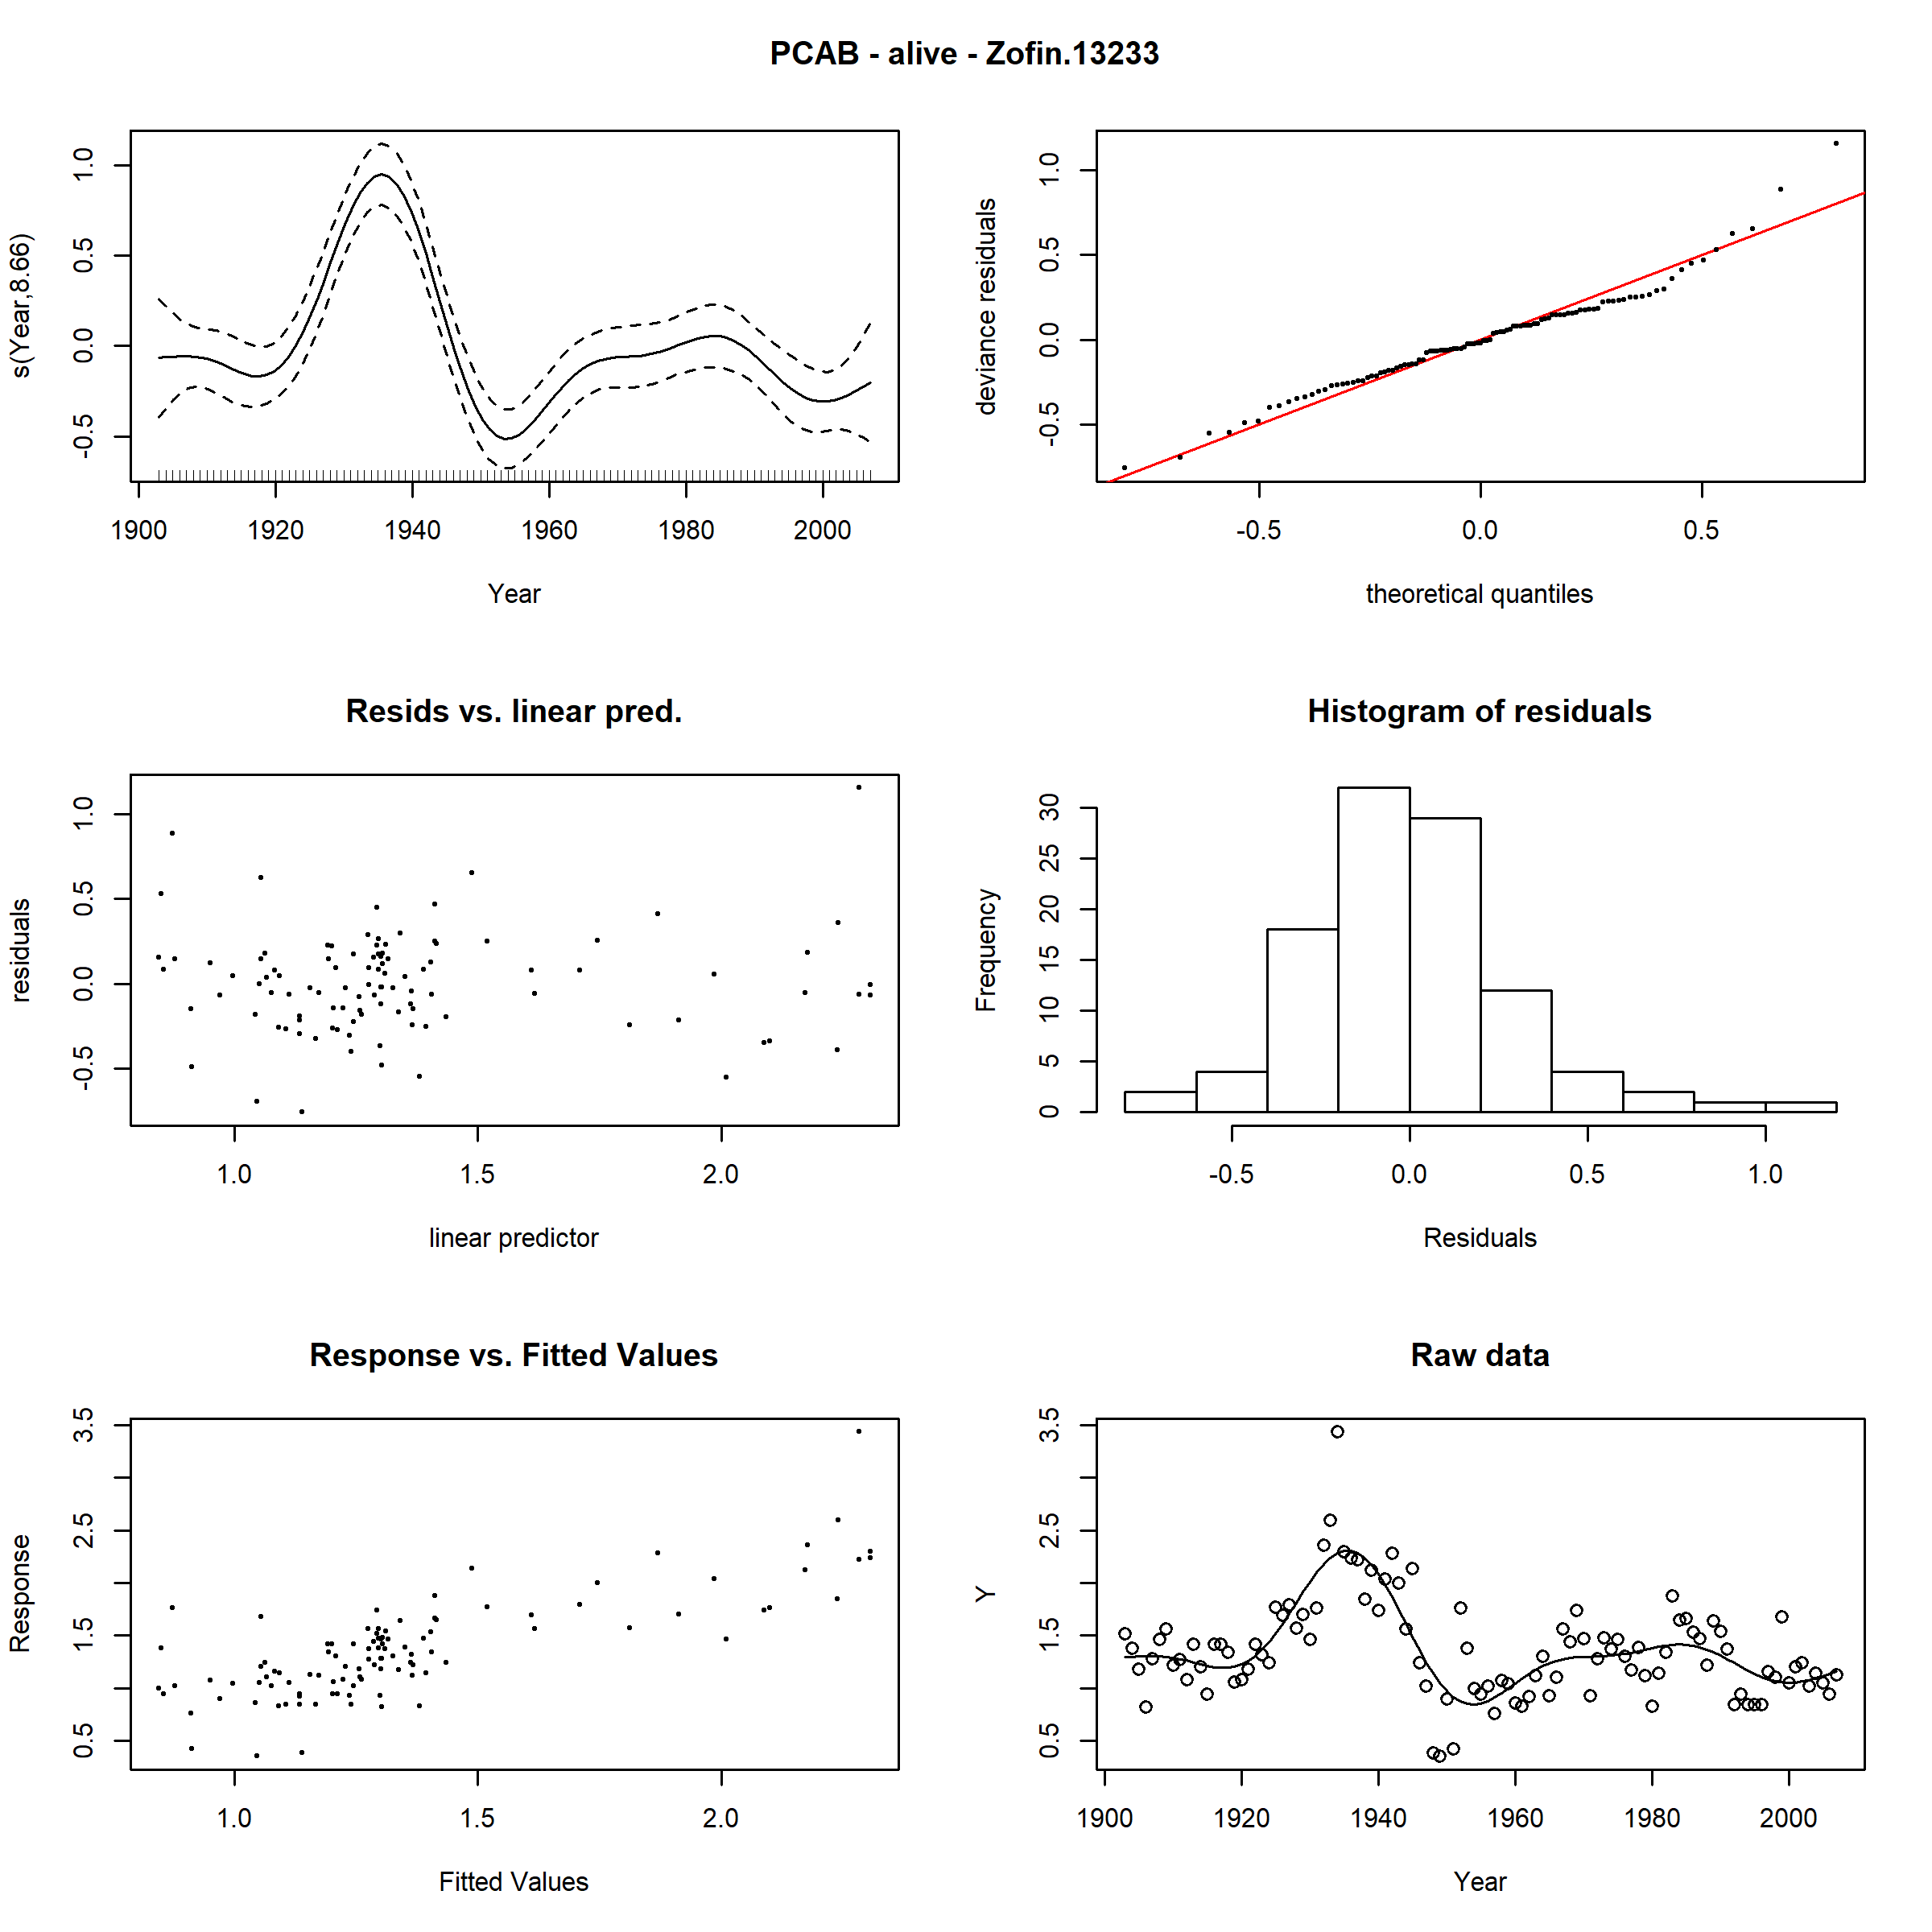 PCAB - alive - Zofin.13233
s(Year,8.66)
-0.5 0.0 0.5 1.0
1900 1920 1940 1960 1980 2000
Year
deviance residuals
-0.5 0.0 0.5 1.0
-0.5 0.0 0.5
theoretical quantiles
Resids vs. linear pred.
residuals
-0.5 0.0 0.5 1.0
1.0 1.5 2.0
linear predictor
Histogram of residuals
Frequency
0 5 10 15 20 25 30
-0.5 0.0 0.5 1.0
Residuals
Response vs. Fitted Values
Response
0.5 1.5 2.5 3.5
1.0 1.5 2.0
Fitted Values
Raw data
Y
0.5 1.5 2.5 3.5
1900 1920 1940 1960 1980 2000
Year